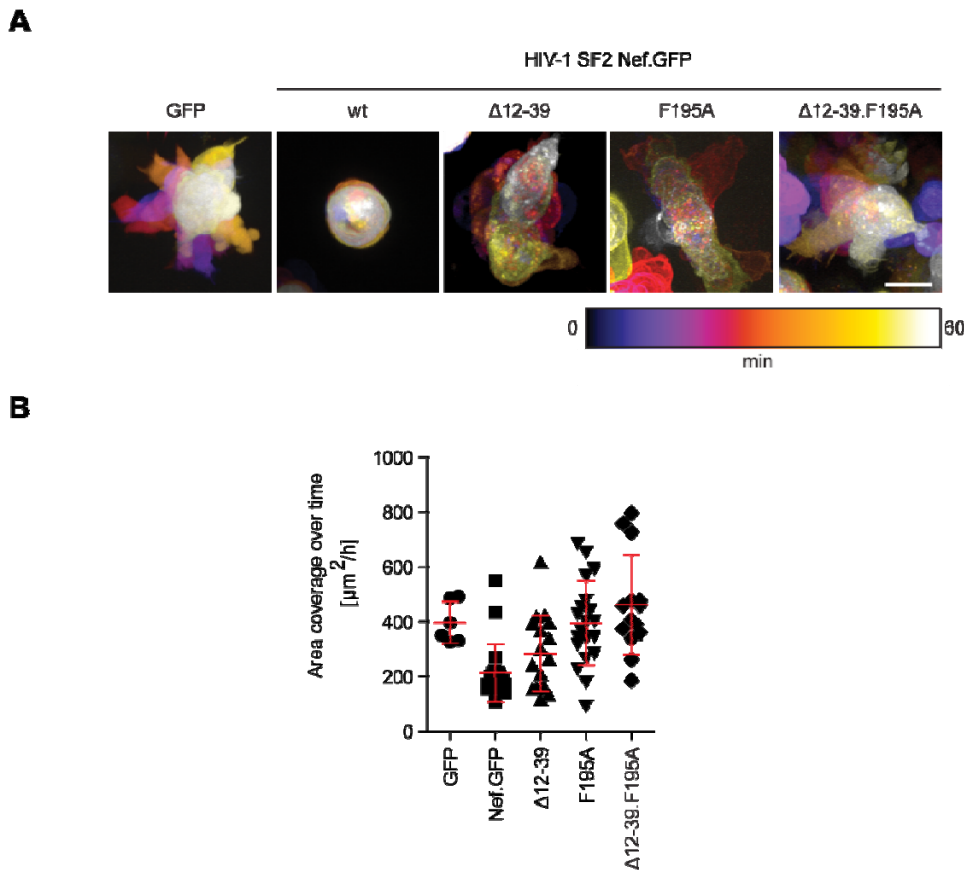 A
HIV-1 SF2 Nef.GFP
GFP wt Δ12-39 F195A Δ12-39.F195A
0 60
min
B
Area coverage over time
[µm²/h]
1000
800
600
400
200
0
GFP Nef.GFP Δ12-39 F195A Δ12-39.F195A